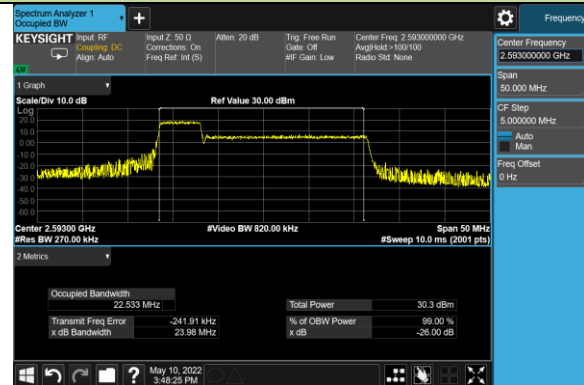 Spectrum Analyzer 1
Occupied BW
Frequency
KEYSIGHT
Input: RF
Coupling: DC
Align: Auto
Input Z: 50 Ω
Corrections: On
Freq Ref: Int (S)
Atten: 20 dB
Trig: Free Run
Gate: Off
#IF Gain: Low
Center Freq: 2.593000000 GHz
Avg|Hold:>100/100
Radio Std: None
LXI
Center Frequency
2.593000000 GHz
Span
50.000 MHz
CF Step
5.000000 MHz
Auto
Man
Freq Offset
0 Hz
1 Graph
Scale/Div 10.0 dB
Ref Value 30.00 dBm
Log
20.0
10.0
0.00
-10.0
-20.0
-30.0
-40.0
-50.0
-60.0
Center 2.59300 GHz
#Video BW 820.00 kHz
Span 50 MHz
#Res BW 270.00 kHz
#Sweep 10.0 ms (2001 pts)
2 Metrics
Occupied Bandwidth
22.533 MHz
Total Power 30.3 dBm
Transmit Freq Error -241.91 kHz
% of OBW Power 99.00 %
x dB Bandwidth 23.98 MHz
x dB -26.00 dB
May 10, 2022
3:48:25 PM